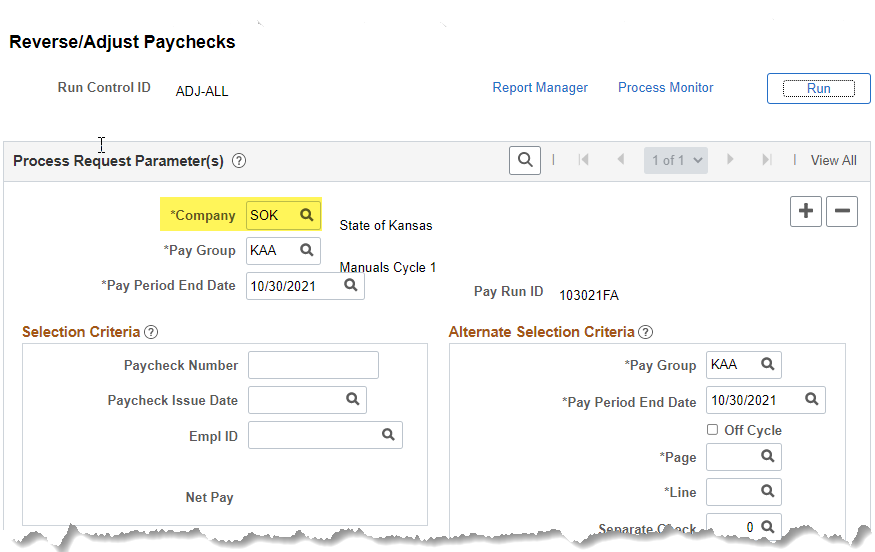 Reverse/Adjust Paychecks
Run Control ID ADJ-ALL Report Manager Process Monitor Run
Process Request Parameter(s) ? 1 of 1 View All
*Company SOK State of Kansas
*Pay Group KAA Manuals Cycle 1
*Pay Period End Date 10/30/2021 Pay Run ID 103021FA
Selection Criteria ?
Paycheck Number
Paycheck Issue Date
Empl ID
Net Pay
Alternate Selection Criteria ?
*Pay Group KAA
*Pay Period End Date 10/30/2021
Off Cycle
*Page
*Line
Separate Check 0